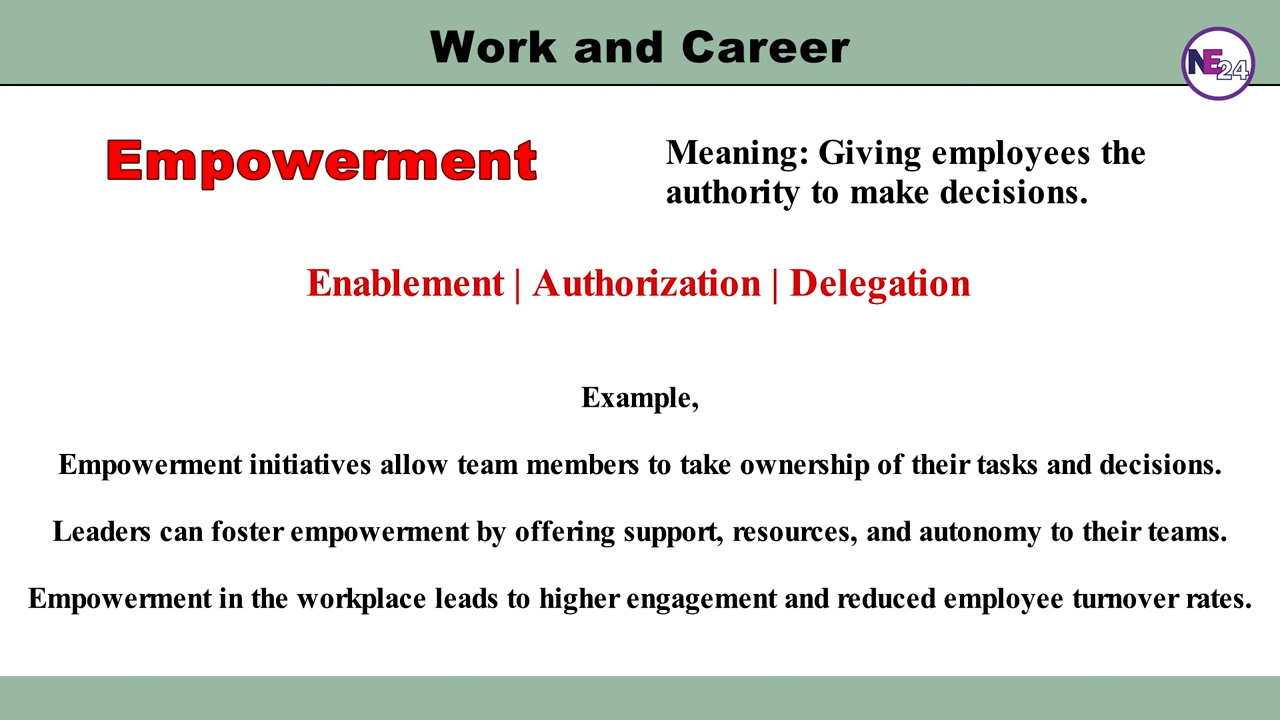 Work and Career
NE24
Empowerment
Meaning: Giving employees the
authority to make decisions.
Enablement | Authorization | Delegation
Example,
Empowerment initiatives allow team members to take ownership of their tasks and decisions.
Leaders can foster empowerment by offering support, resources, and autonomy to their teams.
Empowerment in the workplace leads to higher engagement and reduced employee turnover rates.